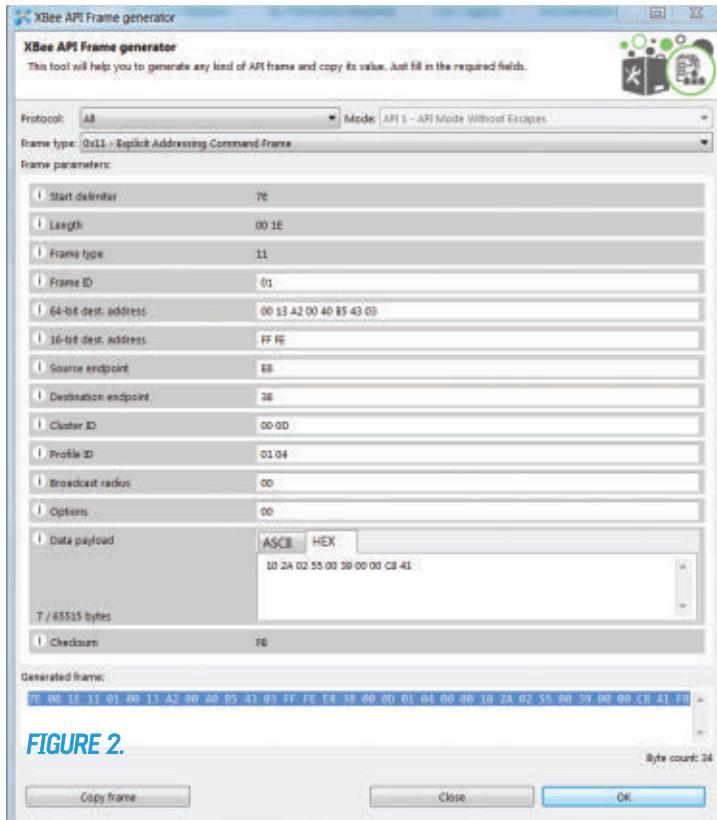 XBee API Frame generator
XBee API Frame generator
This tool will help you to generate any kind of API frame and copy its value. Just fill in the required fields.
Protocol: All Mode: API 1 - API Mode Without Escapes
Frame type: 0x11 - Explicit Addressing Command Frame
Frame parameters:
Start delimiter 7E
Length 00 1E
Frame type 11
Frame ID 01
64-bit dest. address 00 13 A2 00 40 B5 43 03
16-bit dest. address FF FE
Source endpoint E8
Destination endpoint 38
Cluster ID 00 0D
Profile ID 01 04
Broadcast radius 00
Options 00
Data payload ASCII HEX
10 2A 02 55 00 39 00 00 C8 41
7 / 65515 bytes
Checksum FB
Generated frame:
7E 00 1E 11 01 00 13 A2 00 40 B5 43 03 FF FE E8 38 00 0D 01 04 00 00 10 2A 02 55 00 39 00 00 C8 41 FB
FIGURE 2.
Byte count: 34
Copy frame Close OK